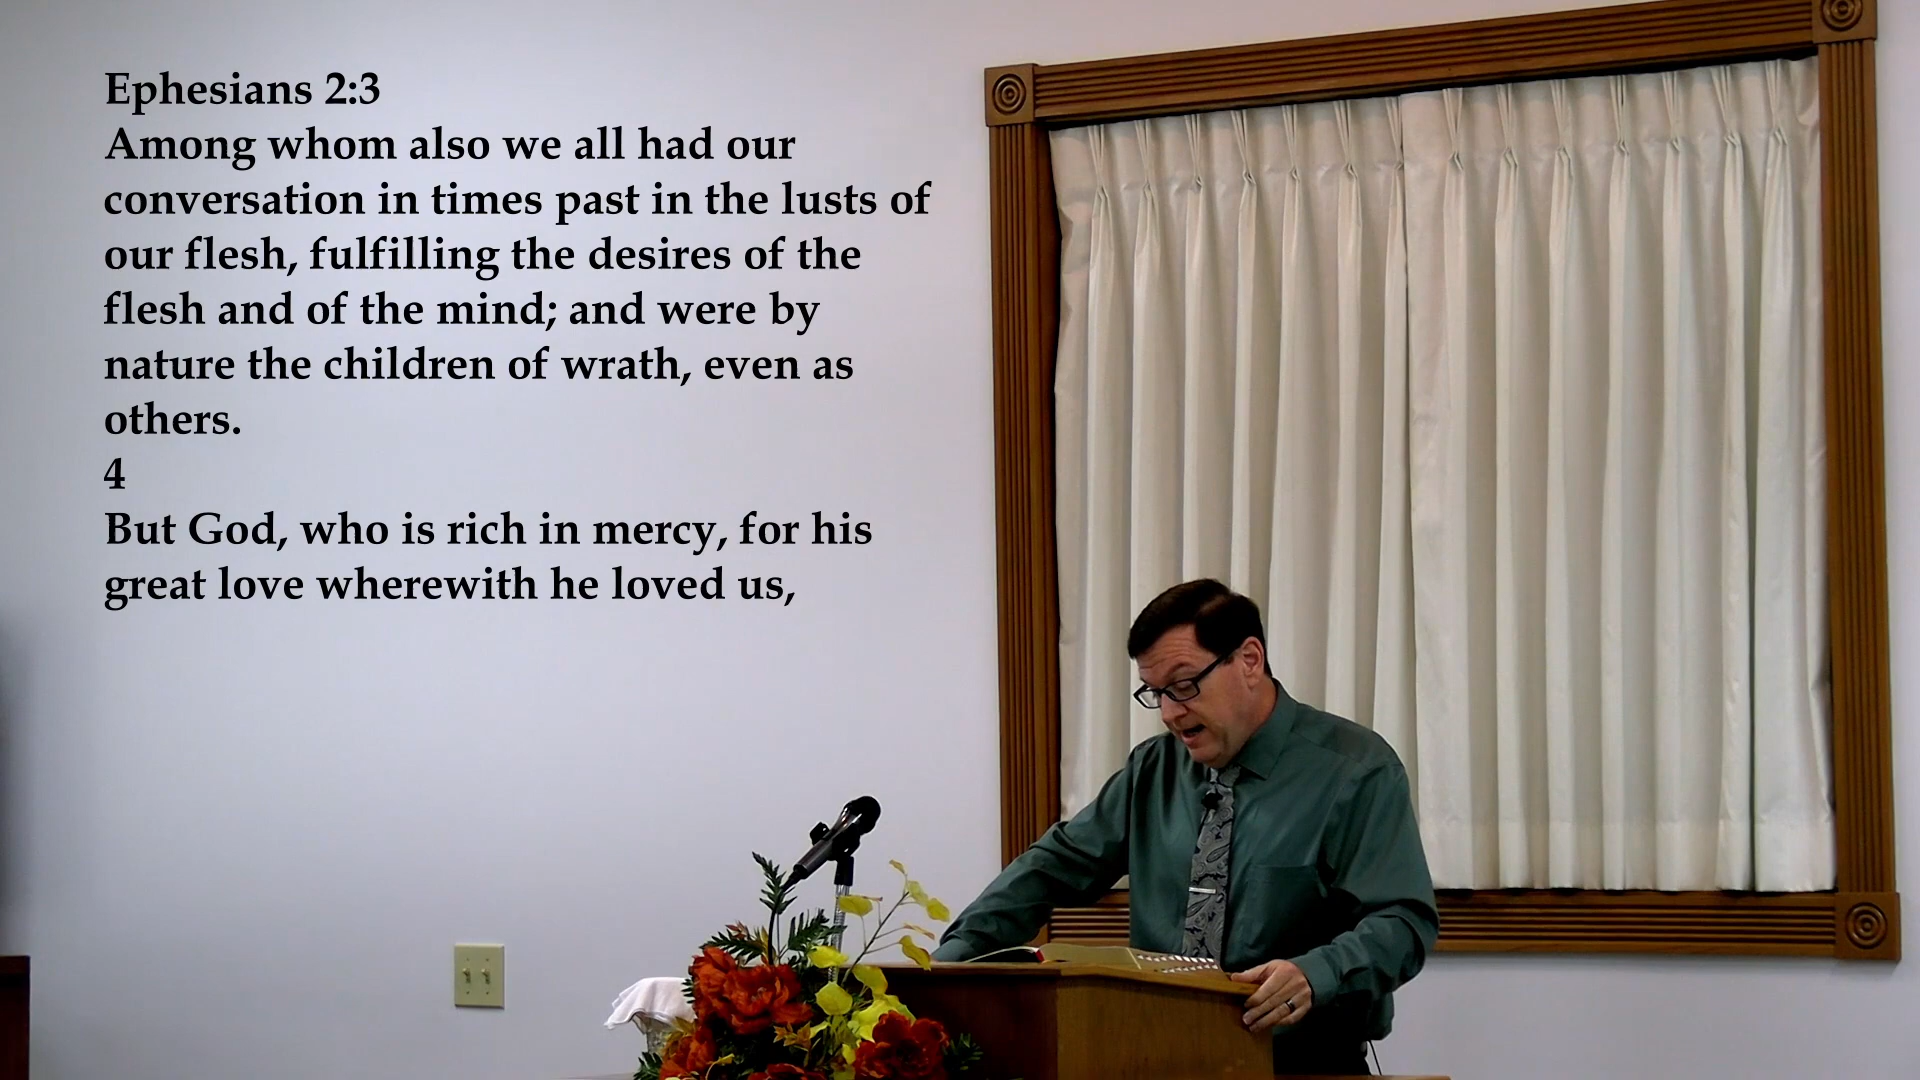 Ephesians 2:3
Among whom also we all had our
conversation in times past in the lusts of
our flesh, fulfilling the desires of the
flesh and of the mind; and were by
nature the children of wrath, even as
others.
4
But God, who is rich in mercy, for his
great love wherewith he loved us,